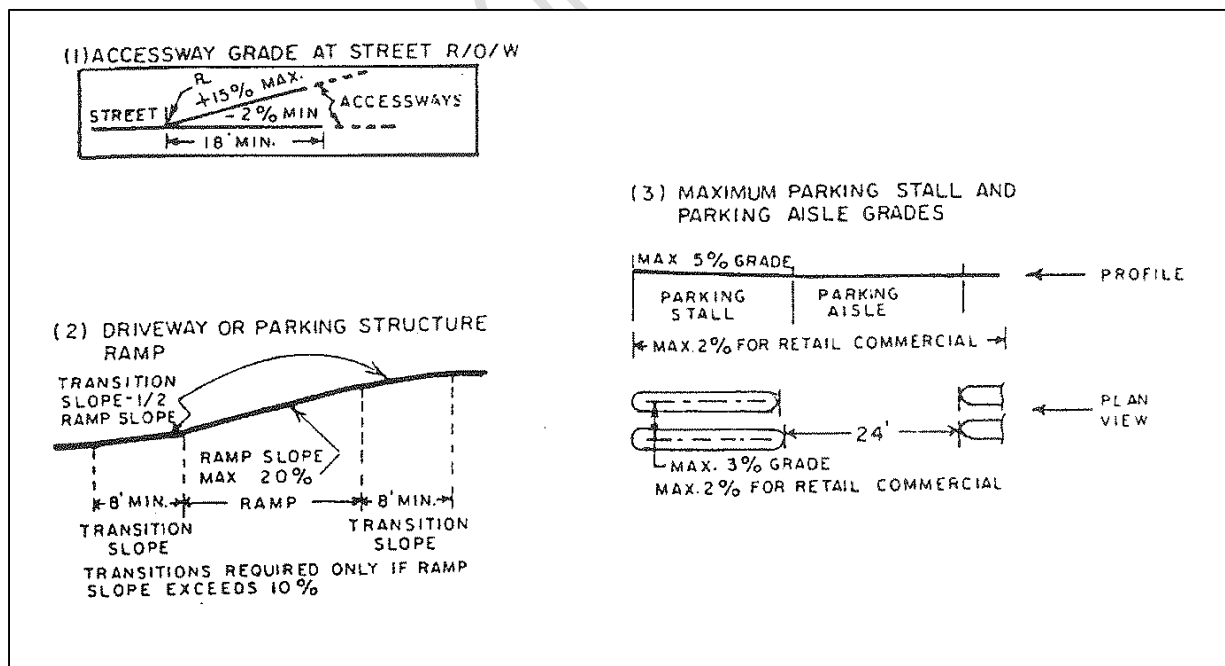 (1) ACCESSWAY GRADE AT STREET R/O/W
+15% MAX.
ACCESSWAYS
STREET
-2% MIN
18' MIN.
(2) DRIVEWAY OR PARKING STRUCTURE
RAMP
TRANSITION
SLOPE-1/2
RAMP SLOPE
RAMP SLOPE
MAX 20%
8' MIN.
RAMP
8' MIN.
TRANSITION
SLOPE
TRANSITION
SLOPE
TRANSITIONS REQUIRED ONLY IF RAMP
SLOPE EXCEEDS 10%
(3) MAXIMUM PARKING STALL AND
PARKING AISLE GRADES
MAX 5% GRADE
PROFILE
PARKING
STALL
PARKING
AISLE
MAX. 2% FOR RETAIL COMMERCIAL
PLAN
VIEW
24'
MAX. 3% GRADE
MAX. 2% FOR RETAIL COMMERCIAL